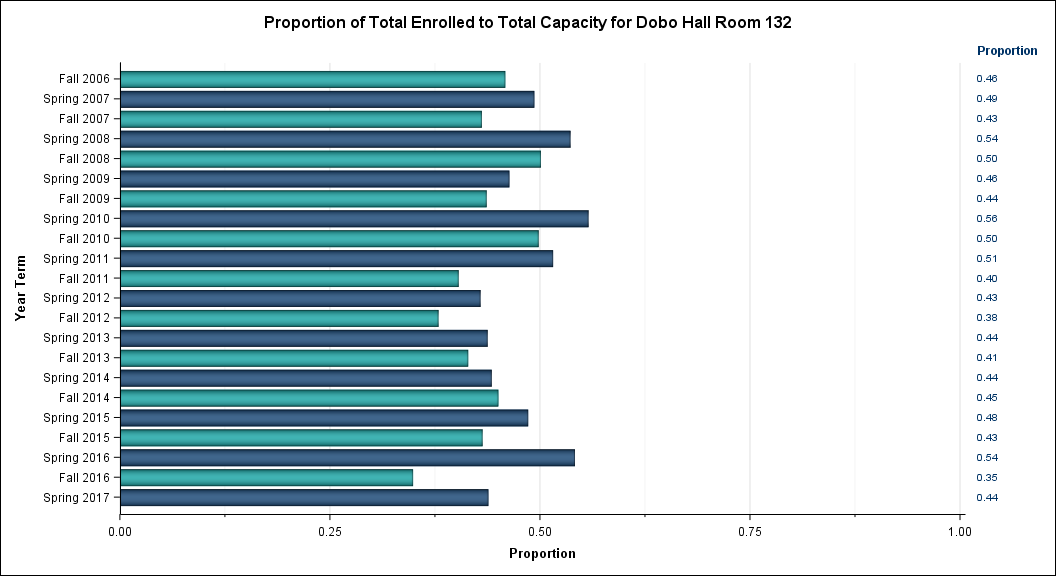 Proportion of Total Enrolled to Total Capacity for Dobo Hall Room 132
Proportion
Fall 2006 0.46
Spring 2007 0.49
Fall 2007 0.43
Spring 2008 0.54
Fall 2008 0.50
Spring 2009 0.46
Fall 2009 0.44
Spring 2010 0.56
Fall 2010 0.50
Spring 2011 0.51
Fall 2011 0.40
Spring 2012 0.43
Fall 2012 0.38
Spring 2013 0.44
Fall 2013 0.41
Spring 2014 0.44
Fall 2014 0.45
Spring 2015 0.48
Fall 2015 0.43
Spring 2016 0.54
Fall 2016 0.35
Spring 2017 0.44
Year Term
0.00 0.25 0.50 0.75 1.00
Proportion